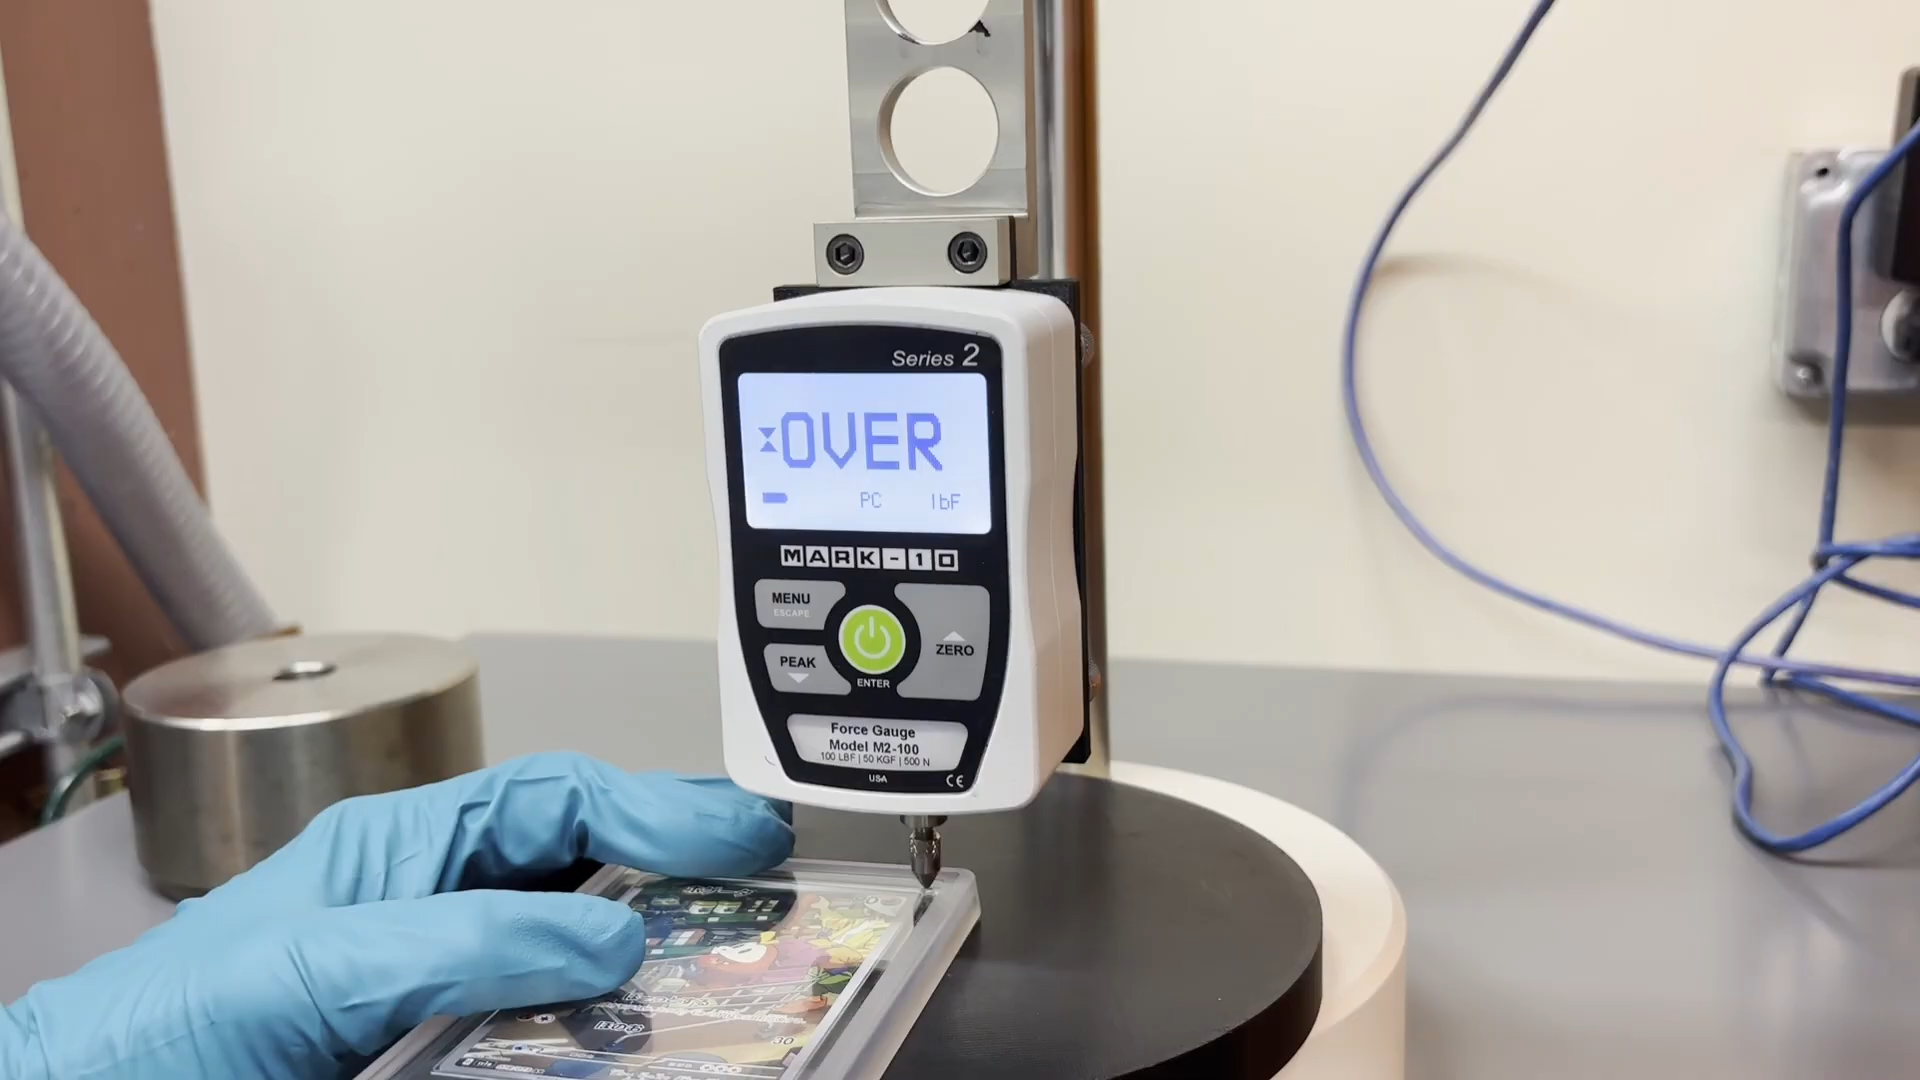 Series 2
OVER
PC lbF
MARK-10
MENU
ESCAPE
PEAK
ZERO
ENTER
Force Gauge
Model M2-100
100 LBF | 50 KGF | 500 N
USA CE
30